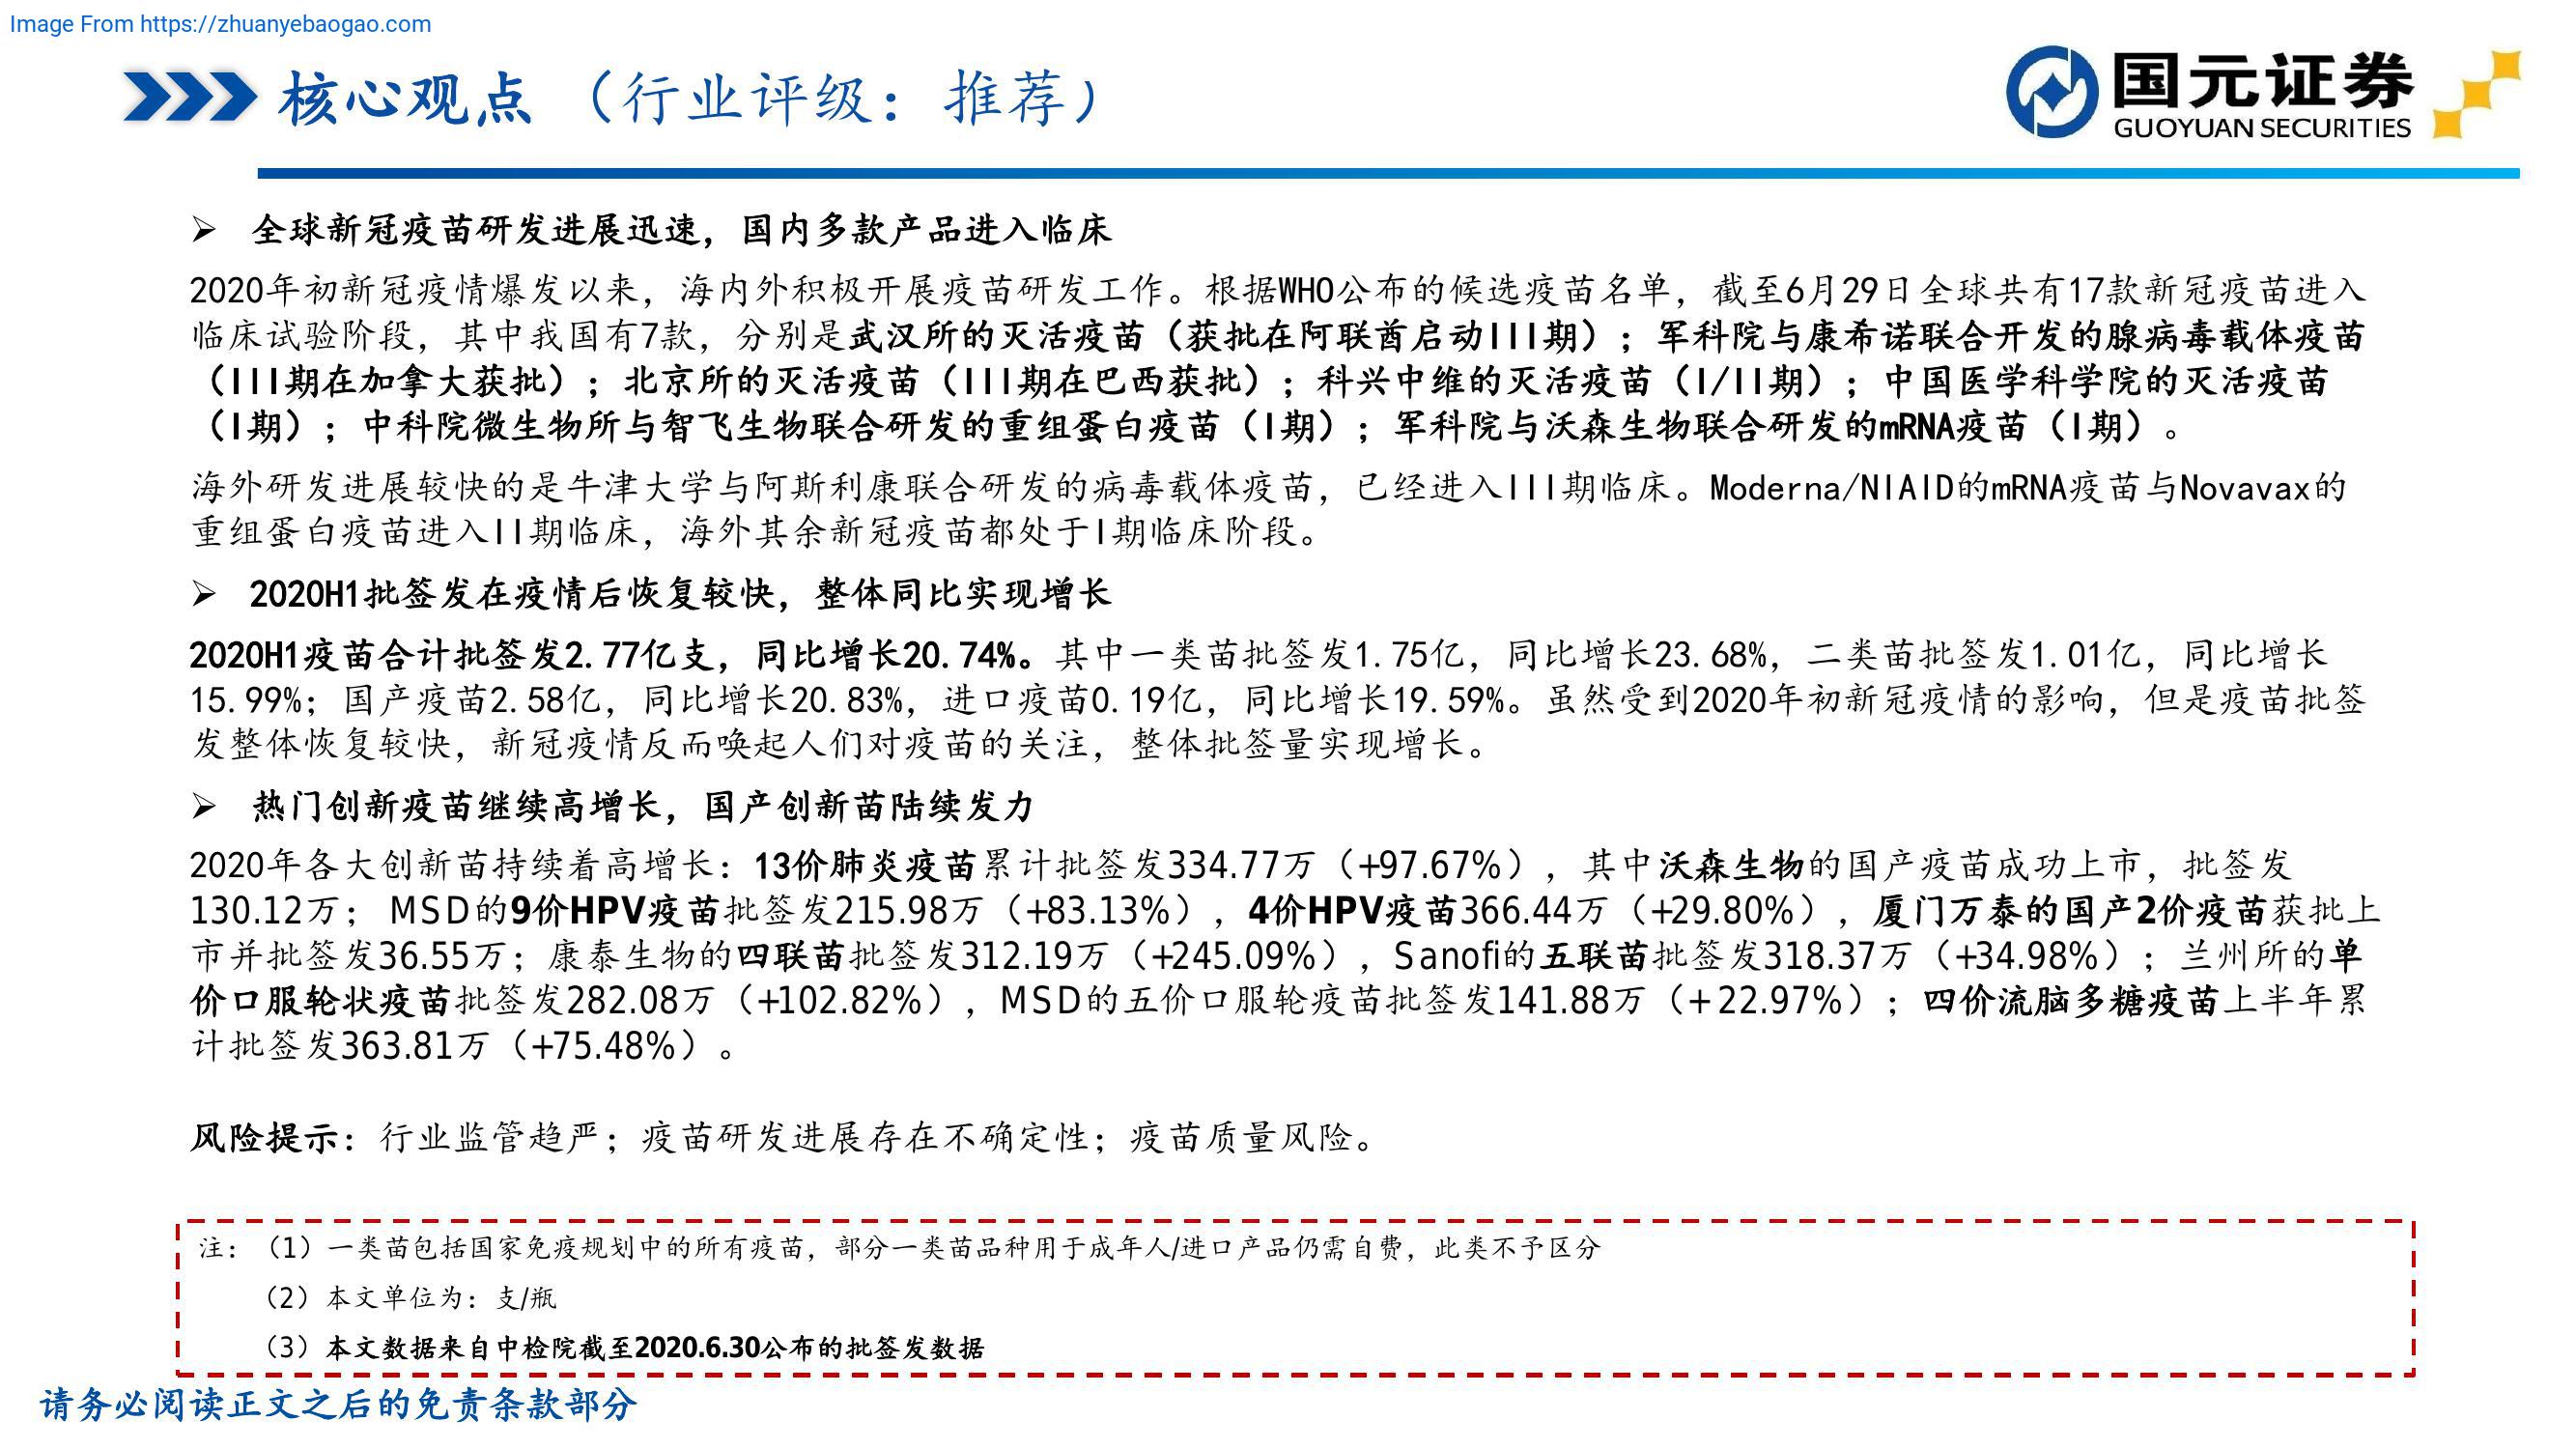 Image From https://zhuanyebaogao.com
核心观点（行业评级：推荐）
国元证券
GUOYUAN SECURITIES
➢ 全球新冠疫苗研发进展迅速，国内多款产品进入临床
2020年初新冠疫情爆发以来，海内外积极开展疫苗研发工作。根据WHO公布的候选疫苗名单，截至6月29日全球共有17款新冠疫苗进入
临床试验阶段，其中我国有7款，分别是武汉所的灭活疫苗（获批在阿联酋启动III期）；军科院与康希诺联合开发的腺病毒载体疫苗
（III期在加拿大获批）；北京所的灭活疫苗（III期在巴西获批）；科兴中维的灭活疫苗（I/II期）；中国医学科学院的灭活疫苗
（I期）；中科院微生物所与智飞生物联合研发的重组蛋白疫苗（I期）；军科院与沃森生物联合研发的mRNA疫苗（I期）。
海外研发进展较快的是牛津大学与阿斯利康联合研发的病毒载体疫苗，已经进入III期临床。Moderna/NIAID的mRNA疫苗与Novavax的
重组蛋白疫苗进入II期临床，海外其余新冠疫苗都处于I期临床阶段。
➢ 2020H1批签发在疫情后恢复较快，整体同比实现增长
2020H1疫苗合计批签发2.77亿支，同比增长20.74%。其中一类苗批签发1.75亿，同比增长23.68%，二类苗批签发1.01亿，同比增长
15.99%；国产疫苗2.58亿，同比增长20.83%，进口疫苗0.19亿，同比增长19.59%。虽然受到2020年初新冠疫情的影响，但是疫苗批签
发整体恢复较快，新冠疫情反而唤起人们对疫苗的关注，整体批签量实现增长。
➢ 热门创新疫苗继续高增长，国产创新苗陆续发力
2020年各大创新苗持续着高增长：13价肺炎疫苗累计批签发334.77万（+97.67%），其中沃森生物的国产疫苗成功上市，批签发
130.12万； MSD的9价HPV疫苗批签发215.98万（+83.13%），4价HPV疫苗366.44万（+29.80%），厦门万泰的国产2价疫苗获批上
市并批签发36.55万；康泰生物的四联苗批签发312.19万（+245.09%），Sanofi的五联苗批签发318.37万（+34.98%）；兰州所的单
价口服轮状疫苗批签发282.08万（+102.82%），MSD的五价口服轮疫苗批签发141.88万（+ 22.97%）；四价流脑多糖疫苗上半年累
计批签发363.81万（+75.48%）。
风险提示：行业监管趋严；疫苗研发进展存在不确定性；疫苗质量风险。
注：（1）一类苗包括国家免疫规划中的所有疫苗，部分一类苗品种用于成年人/进口产品仍需自费，此类不予区分
（2）本文单位为：支/瓶
（3）本文数据来自中检院截至2020.6.30公布的批签发数据
请务必阅读正文之后的免责条款部分